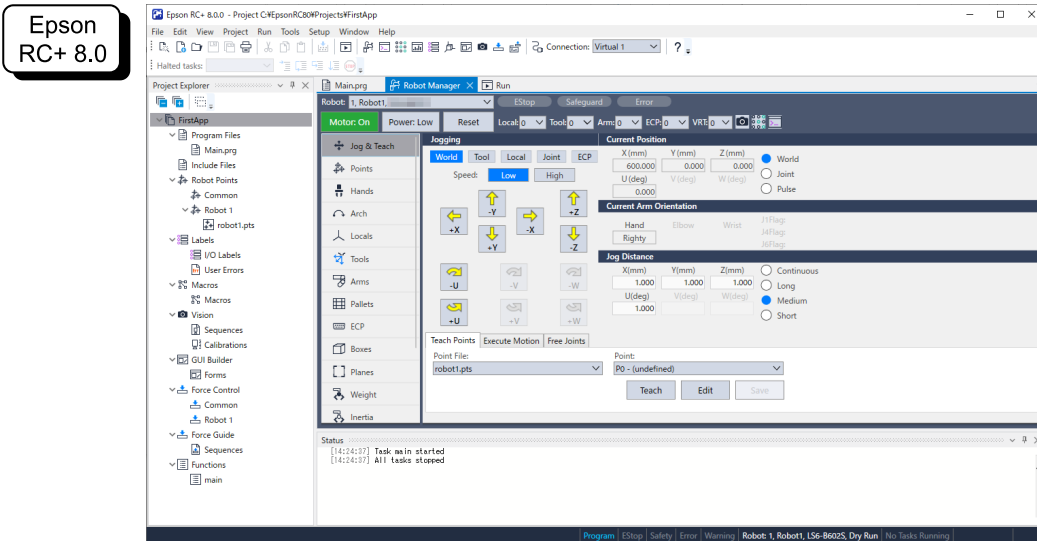 Epson
RC+ 8.0
Epson RC+ 8.0.0 - Project C:¥EpsonRC80¥Projects¥FirstApp
File Edit View Project Run Tools Setup Window Help
Connection: Virtual 1 ?
Halted tasks:
Project Explorer
Main.prg Robot Manager Run
FirstApp
Program Files
Main.prg
Include Files
Robot Points
Common
Robot 1
robot1.pts
Labels
I/O Labels
User Errors
Macros
Macros
Vision
Sequences
Calibrations
GUI Builder
Forms
Force Control
Common
Robot 1
Force Guide
Sequences
Functions
main
Robot: 1, Robot1, EStop Safeguard Error
Motor: On Power: Low Reset Local: 0 Tool: 0 Arm: 0 ECP: 0 VRT: 0
Jog & Teach
Points
Hands
Arch
Locals
Tools
Arms
Pallets
ECP
Boxes
Planes
Weight
Inertia
Jogging
World Tool Local Joint ECP
Speed: Low High
-Y +Z
+X -X
+Y -Z
-U -V -W
+U +V +W
Current Position
X (mm) Y (mm) Z (mm)
600.000 0.000 0.000
U (deg) V (deg) W (deg)
0.000
World
Joint
Pulse
Current Arm Orientation
Hand Elbow Wrist J1Flag:
Righty J4Flag:
J6Flag:
Jog Distance
X(mm) Y(mm) Z(mm)
1.000 1.000 1.000
U(deg) V(deg) W(deg)
1.000
Continuous
Long
Medium
Short
Teach Points Execute Motion Free Joints
Point File: Point:
robot1.pts P0 - (undefined)
Teach Edit Save
Status
[14:24:37] Task main started
[14:24:37] All tasks stopped
Program EStop Safety Error Warning Robot: 1, Robot1, LS6-B602S, Dry Run No Tasks Running